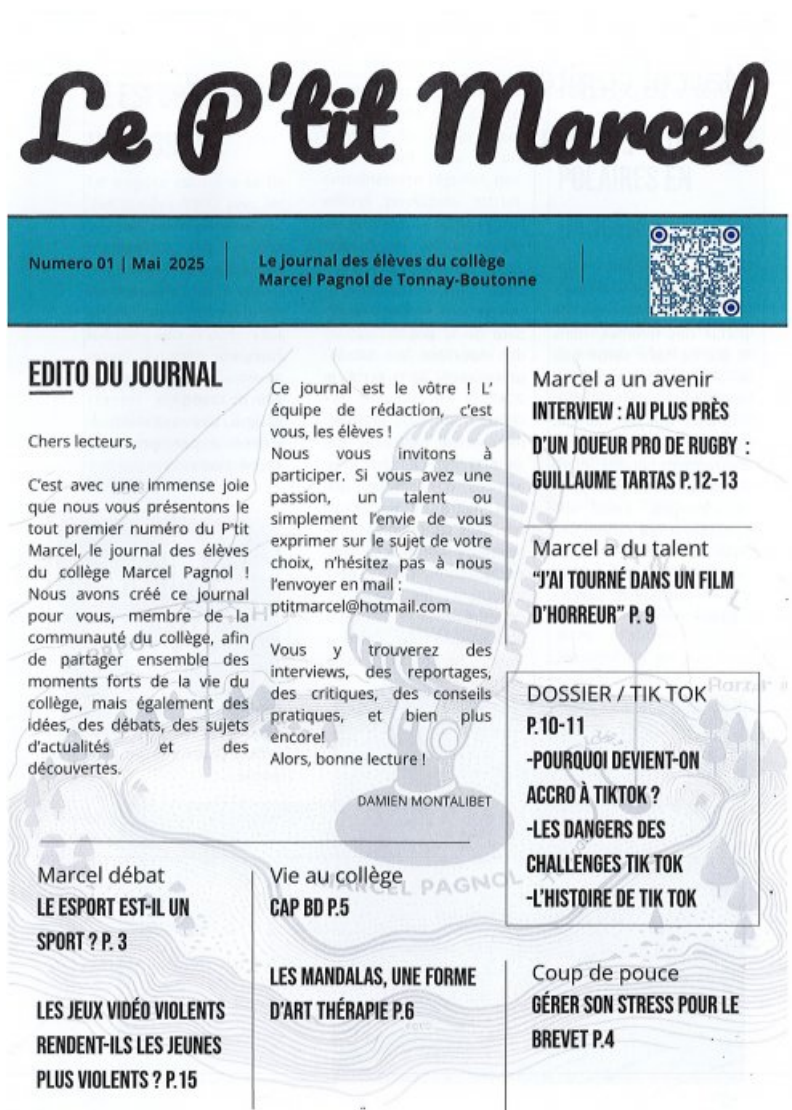 Le P'tit Marcel
Numero 01 | Mai 2025
Le journal des élèves du collège
Marcel Pagnol de Tonnay-Boutonne
EDITO DU JOURNAL
Chers lecteurs,
C'est avec une immense joie
que nous vous présentons le
tout premier numéro du P'tit
Marcel, le journal des élèves
du collège Marcel Pagnol !
Nous avons créé ce journal
pour vous, membre de la
communauté du collège, afin
de partager ensemble des
moments forts de la vie du
collège, mais également des
idées, des débats, des sujets
d'actualités et des
découvertes.
Ce journal est le vôtre ! L'
équipe de rédaction, c'est
vous, les élèves !
Nous vous invitons à
participer. Si vous avez une
passion, un talent ou
simplement l'envie de vous
exprimer sur le sujet de votre
choix, n'hésitez pas à nous
l'envoyer en mail :
ptitmarcel@hotmail.com
Vous y trouverez des
interviews, des reportages,
des critiques, des conseils
pratiques, et bien plus
encore!
Alors, bonne lecture !
DAMIEN MONTALIBET
Marcel a un avenir
INTERVIEW : AU PLUS PRÈS
D'UN JOUEUR PRO DE RUGBY :
GUILLAUME TARTAS P.12-13
Marcel a du talent
"J'AI TOURNÉ DANS UN FILM
D'HORREUR" P. 9
DOSSIER / TIK TOK
P.10-11
-POURQUOI DEVIENT-ON
ACCRO À TIKTOK ?
-LES DANGERS DES
CHALLENGES TIK TOK
-L'HISTOIRE DE TIK TOK
Marcel débat
LE ESPORT EST-IL UN
SPORT ? P. 3
LES JEUX VIDÉO VIOLENTS
RENDENT-ILS LES JEUNES
PLUS VIOLENTS ? P.15
Vie au collège
CAP BD P.5
LES MANDALAS, UNE FORME
D'ART THÉRAPIE P.6
Coup de pouce
GÉRER SON STRESS POUR LE
BREVET P.4
MARCEL PAGNOL